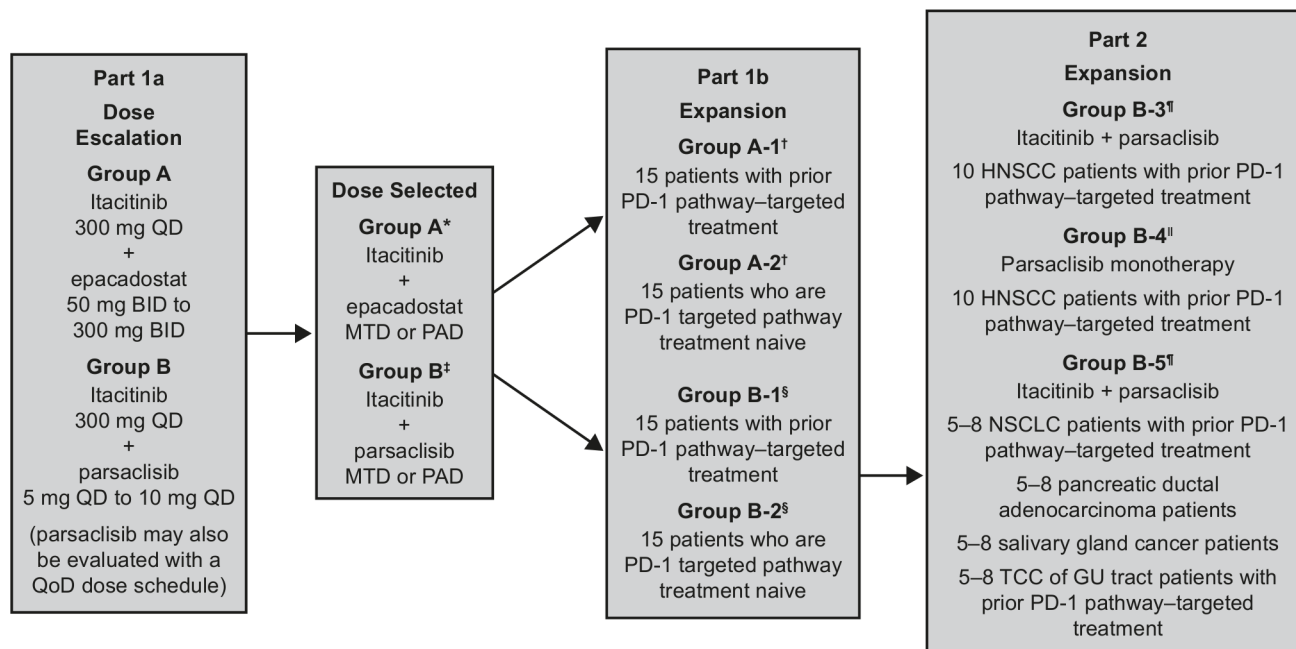 Part 1a
Dose
Escalation
Group A
Itacitinib
300 mg QD
+
epacadostat
50 mg BID to
300 mg BID
Group B
Itacitinib
300 mg QD
+
parsaclisib
5 mg QD to 10 mg QD
(parsaclisib may also
be evaluated with a
QoD dose schedule)
Dose Selected
Group A*
Itacitinib
+
epacadostat
MTD or PAD
Group B‡
Itacitinib
+
parsaclisib
MTD or PAD
Part 1b
Expansion
Group A-1†
15 patients with prior
PD-1 pathway–targeted
treatment
Group A-2†
15 patients who are
PD-1 targeted pathway
treatment naive
Group B-1§
15 patients with prior
PD-1 pathway–targeted
treatment
Group B-2§
15 patients who are
PD-1 targeted pathway
treatment naive
Part 2
Expansion
Group B-3¶
Itacitinib + parsaclisib
10 HNSCC patients with prior PD-1
pathway–targeted treatment
Group B-4‖
Parsaclisib monotherapy
10 HNSCC patients with prior PD-1
pathway–targeted treatment
Group B-5¶
Itacitinib + parsaclisib
5–8 NSCLC patients with prior PD-1
pathway–targeted treatment
5–8 pancreatic ductal
adenocarcinoma patients
5–8 salivary gland cancer patients
5–8 TCC of GU tract patients with
prior PD-1 pathway–targeted
treatment